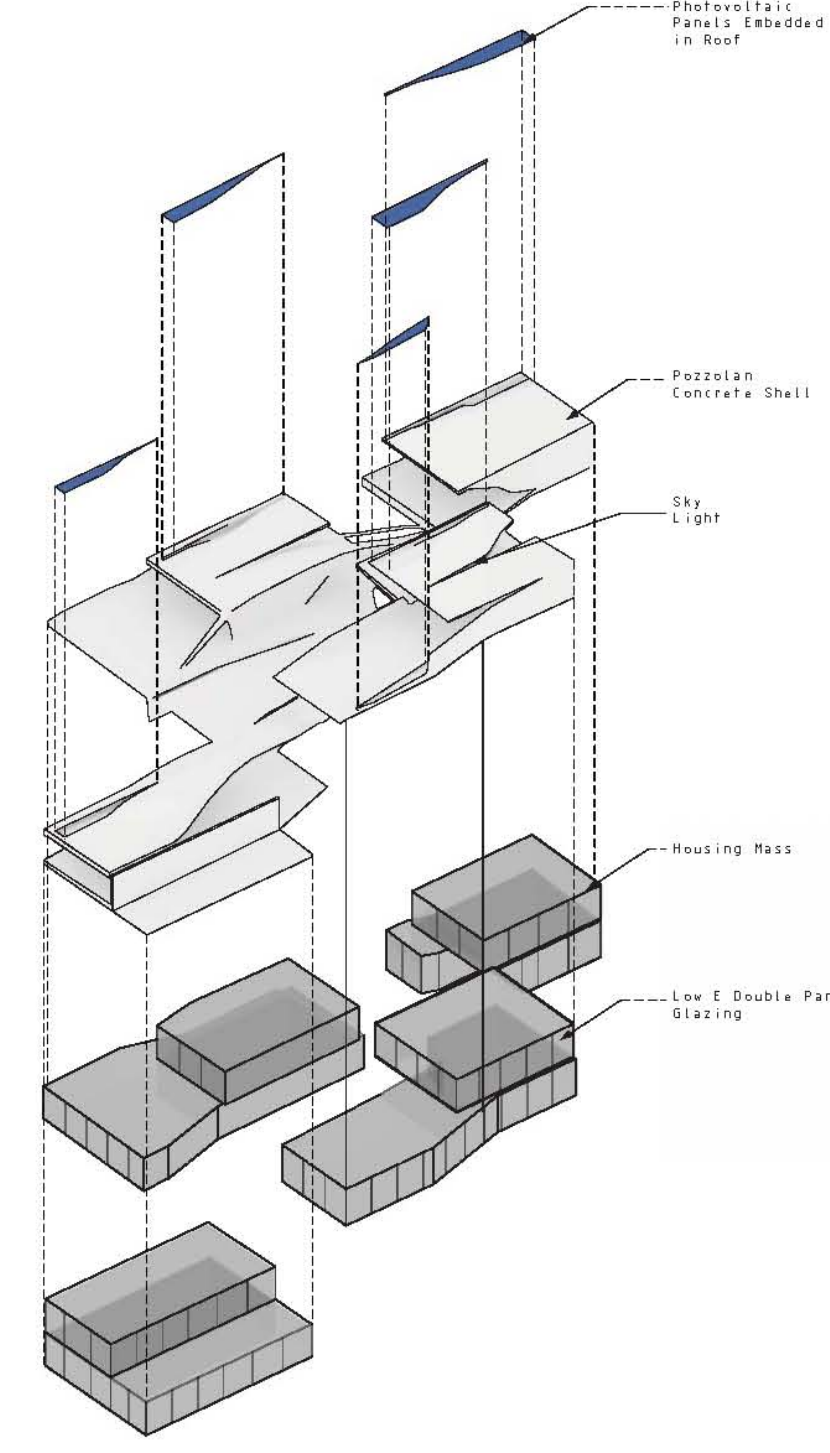 Photovoltaic
Panels Embedded
in Roof
Pozzolan
Concrete Shell
Sky
Light
Housing Mass
Low E Double Pan
Glazing